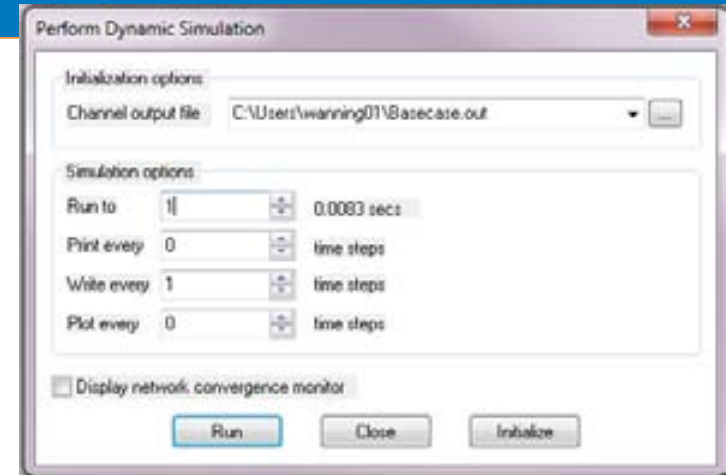 Perform Dynamic Simulation
Initialization options
Channel output file C:\Users\wanning01\Basecase.out ...
Simulation options
Run to 1 0.0083 secs
Print every 0 time steps
Write every 1 time steps
Plot every 0 time steps
Display network convergence monitor
Run Close Initialize